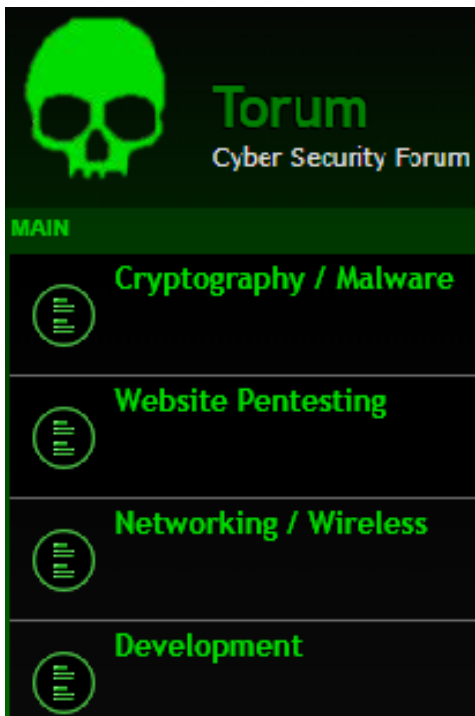 Torum
Cyber Security Forum
MAIN
Cryptography / Malware
Website Pentesting
Networking / Wireless
Development